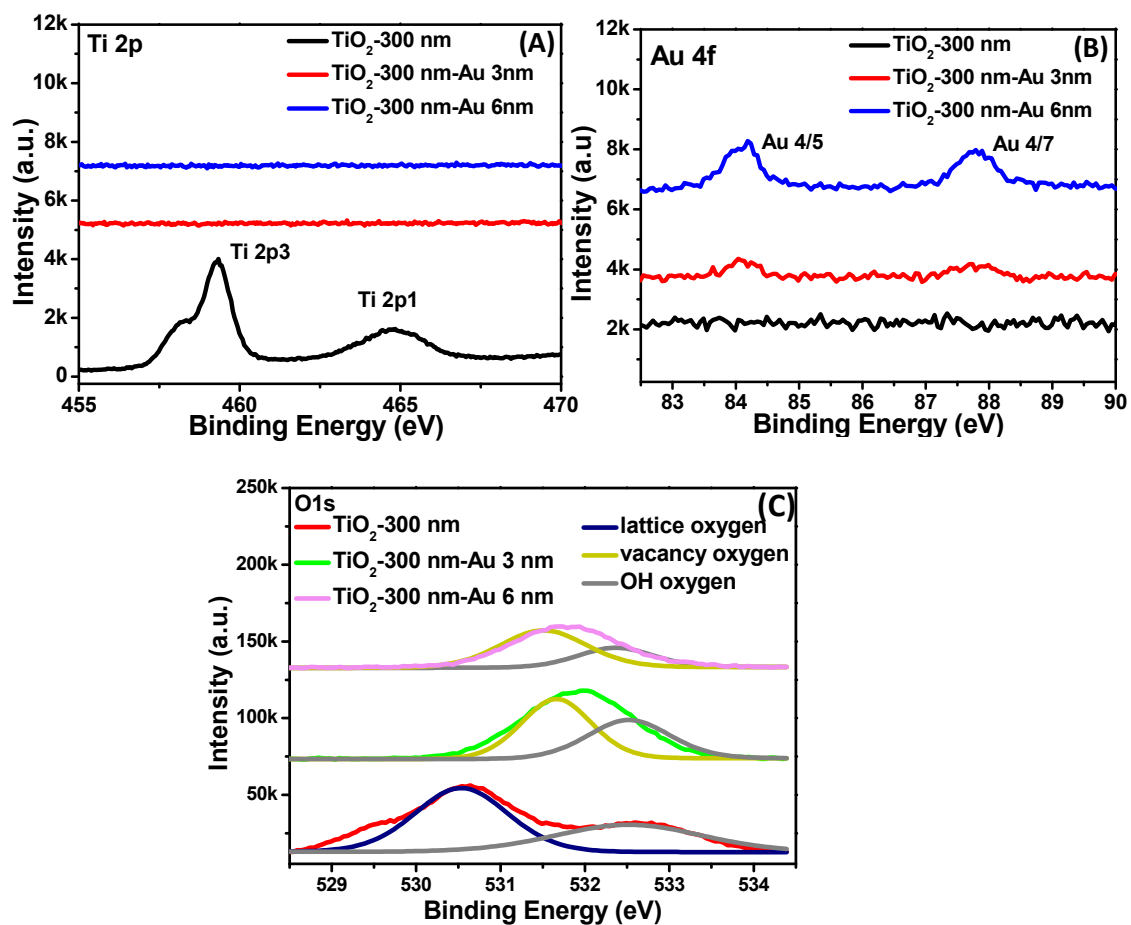 Ti 2p
(A)
TiO2-300 nm
TiO2-300 nm-Au 3nm
TiO2-300 nm-Au 6nm
12k
10k
8k
6k
4k
2k
0
Intensity (a.u.)
Ti 2p3
Ti 2p1
455 460 465 470
Binding Energy (eV)
Au 4f
(B)
TiO2-300 nm
TiO2-300 nm-Au 3nm
TiO2-300 nm-Au 6nm
12k
10k
8k
6k
4k
2k
Intensity (a.u)
Au 4/5
Au 4/7
83 84 85 86 87 88 89 90
Binding Energy (eV)
O1s
(C)
TiO2-300 nm
TiO2-300 nm-Au 3 nm
TiO2-300 nm-Au 6 nm
lattice oxygen
vacancy oxygen
OH oxygen
250k
200k
150k
100k
50k
Intensity (a.u.)
529 530 531 532 533 534
Binding Energy (eV)